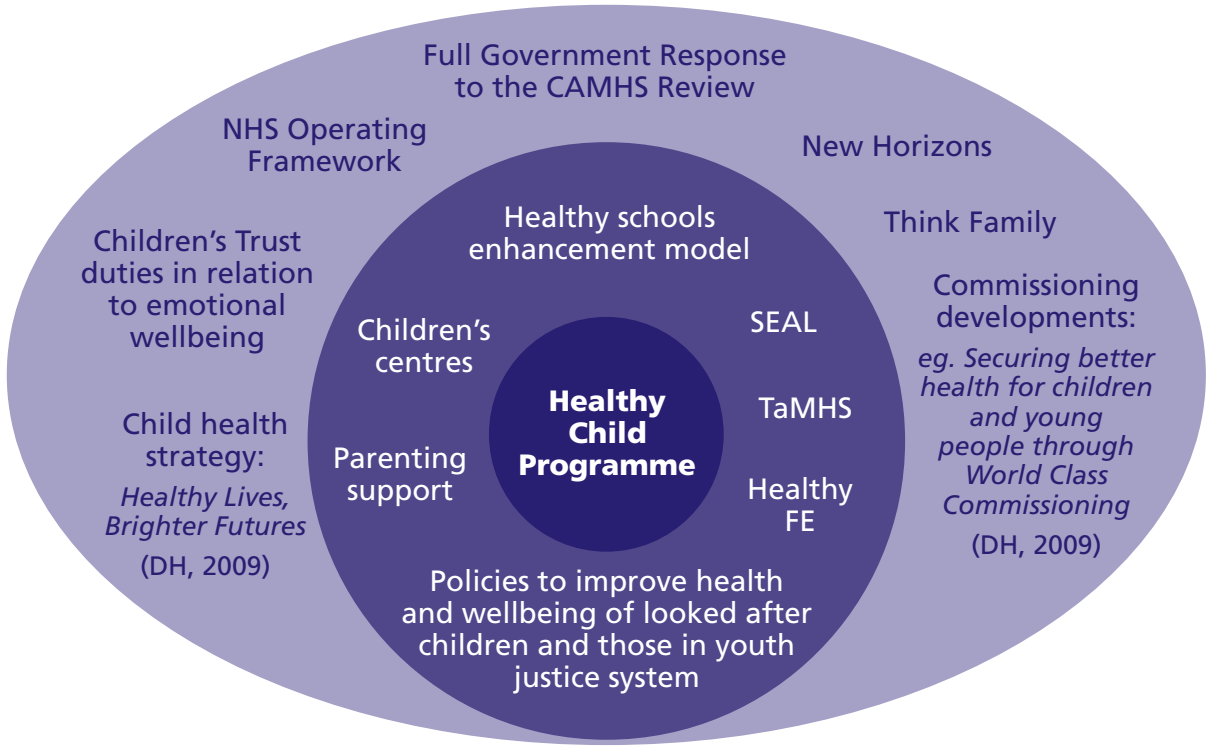 Full Government Response
to the CAMHS Review
NHS Operating
Framework
New Horizons
Children’s Trust
duties in relation
to emotional
wellbeing
Think Family
Child health
strategy:
Healthy Lives,
Brighter Futures
(DH, 2009)
Commissioning
developments:
eg. Securing better
health for children
and young
people through
World Class
Commissioning
(DH, 2009)
Healthy schools
enhancement model
Children’s
centres
SEAL
Parenting
support
TaMHS
Healthy
FE
Healthy
Child
Programme
Policies to improve health
and wellbeing of looked after
children and those in youth
justice system